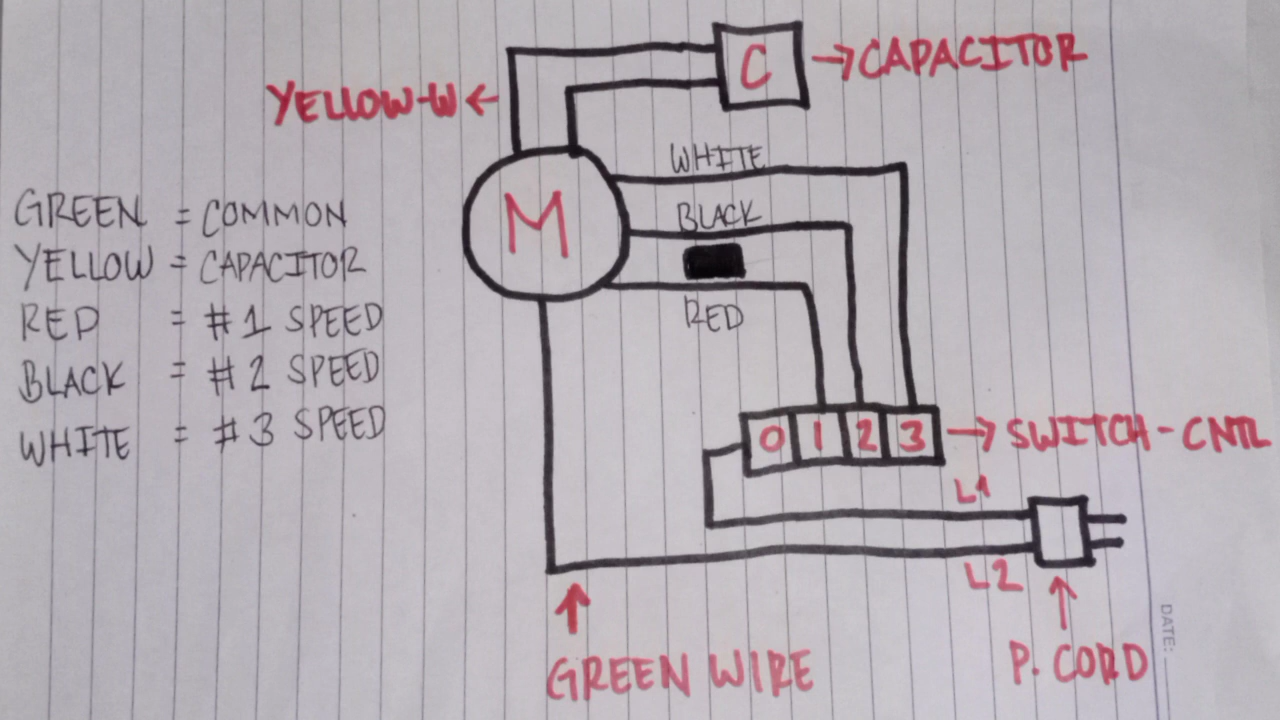 C → CAPACITOR
YELLOW-W ←
WHITE
BLACK
RED
M
GREEN = COMMON
YELLOW = CAPACITOR
RED = #1 SPEED
BLACK = #2 SPEED
WHITE = #3 SPEED
0 1 2 3 → SWITCH-CNTL
L1
L2
GREEN WIRE
P. CORD
DATE: